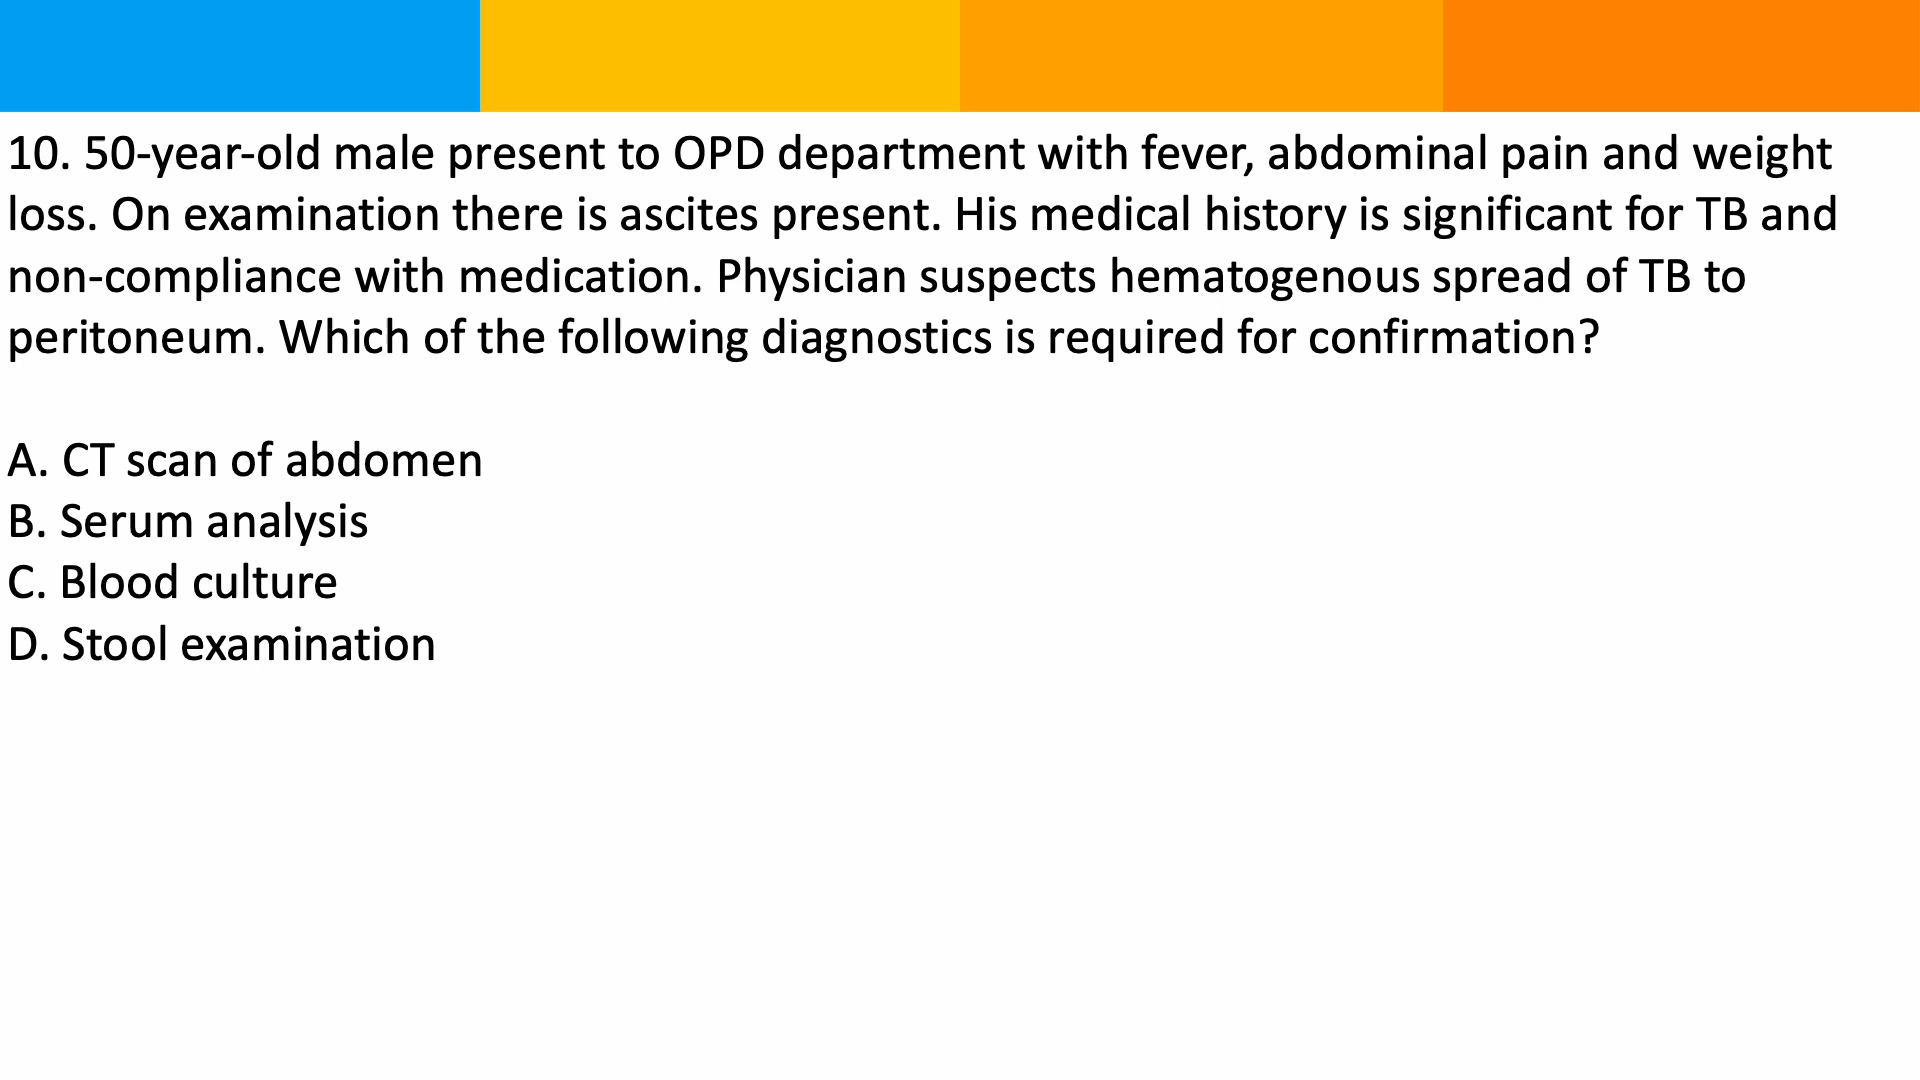 10. 50-year-old male present to OPD department with fever, abdominal pain and weight
loss. On examination there is ascites present. His medical history is significant for TB and
non-compliance with medication. Physician suspects hematogenous spread of TB to
peritoneum. Which of the following diagnostics is required for confirmation?
A. CT scan of abdomen
B. Serum analysis
C. Blood culture
D. Stool examination